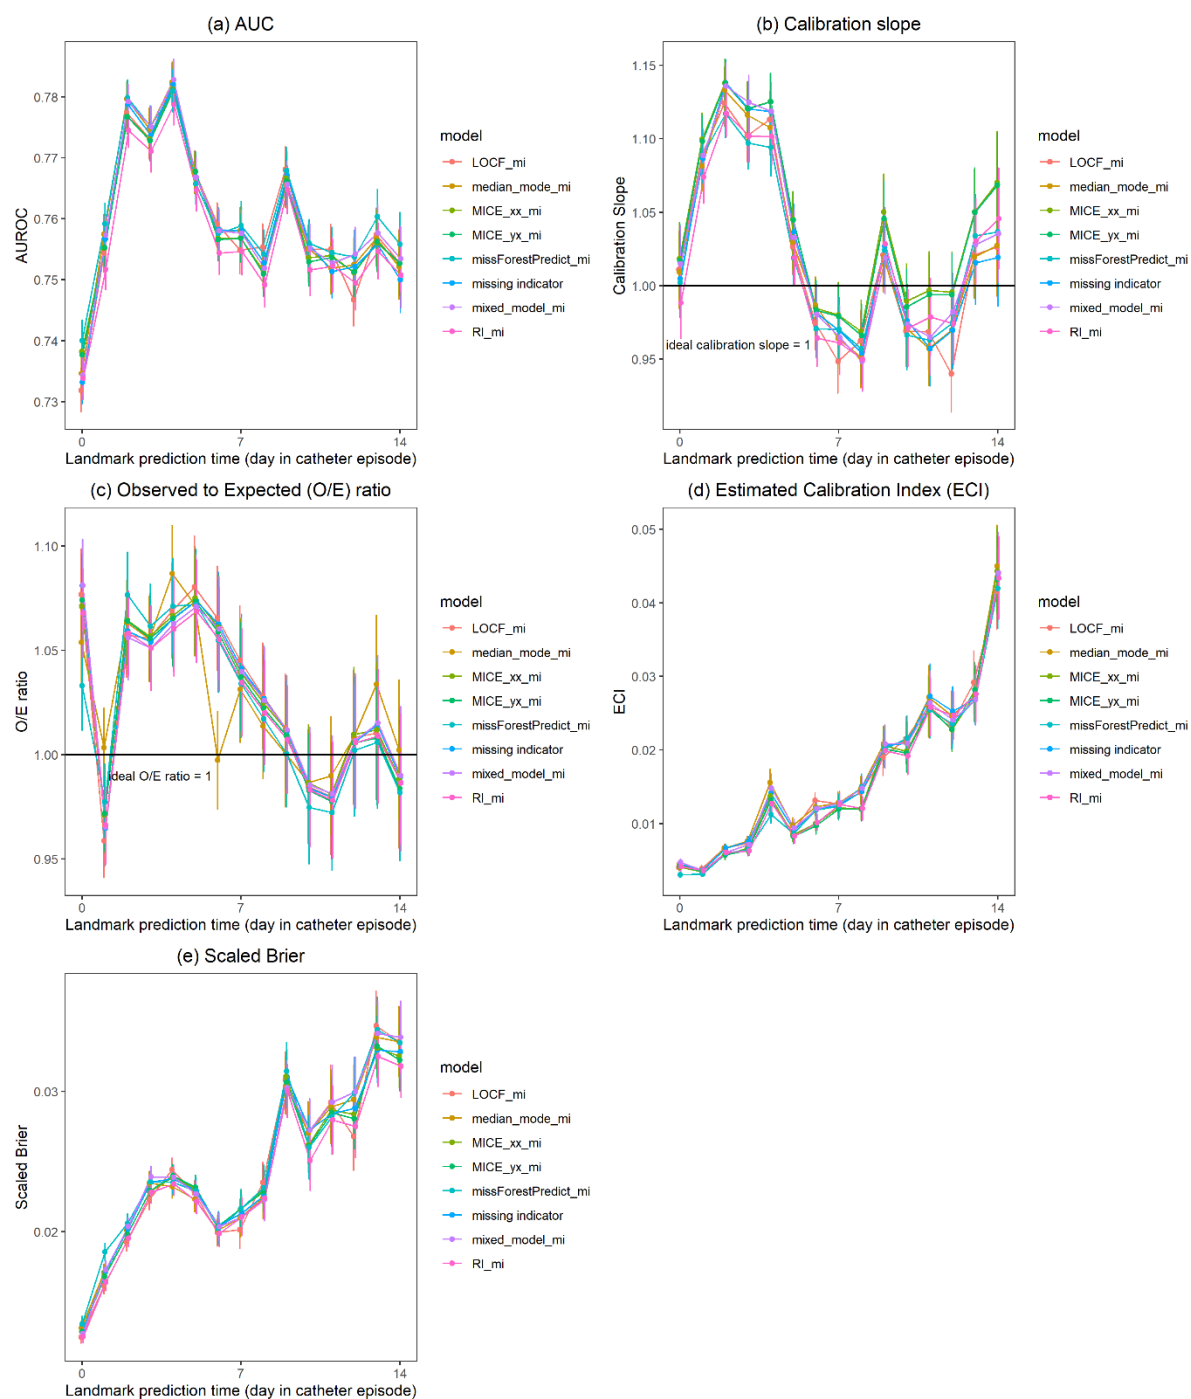 (a) AUC
AUROC
0.78
0.77
0.76
0.75
0.74
0.73
0
7
14
Landmark prediction time (day in catheter episode)
model
LOCF_mi
median_mode_mi
MICE_xx_mi
MICE_yx_mi
missForestPredict_mi
missing indicator
mixed_model_mi
RI_mi
(b) Calibration slope
Calibration Slope
1.15
1.10
1.05
1.00
0.95
ideal calibration slope = 1
0
7
14
Landmark prediction time (day in catheter episode)
model
LOCF_mi
median_mode_mi
MICE_xx_mi
MICE_yx_mi
missForestPredict_mi
missing indicator
mixed_model_mi
RI_mi
(c) Observed to Expected (O/E) ratio
O/E ratio
1.10
1.05
1.00
0.95
ideal O/E ratio = 1
0
7
14
Landmark prediction time (day in catheter episode)
model
LOCF_mi
median_mode_mi
MICE_xx_mi
MICE_yx_mi
missForestPredict_mi
missing indicator
mixed_model_mi
RI_mi
(d) Estimated Calibration Index (ECI)
ECI
0.05
0.04
0.03
0.02
0.01
0
7
14
Landmark prediction time (day in catheter episode)
model
LOCF_mi
median_mode_mi
MICE_xx_mi
MICE_yx_mi
missForestPredict_mi
missing indicator
mixed_model_mi
RI_mi
(e) Scaled Brier
Scaled Brier
0.03
0.02
0
7
14
Landmark prediction time (day in catheter episode)
model
LOCF_mi
median_mode_mi
MICE_xx_mi
MICE_yx_mi
missForestPredict_mi
missing indicator
mixed_model_mi
RI_mi